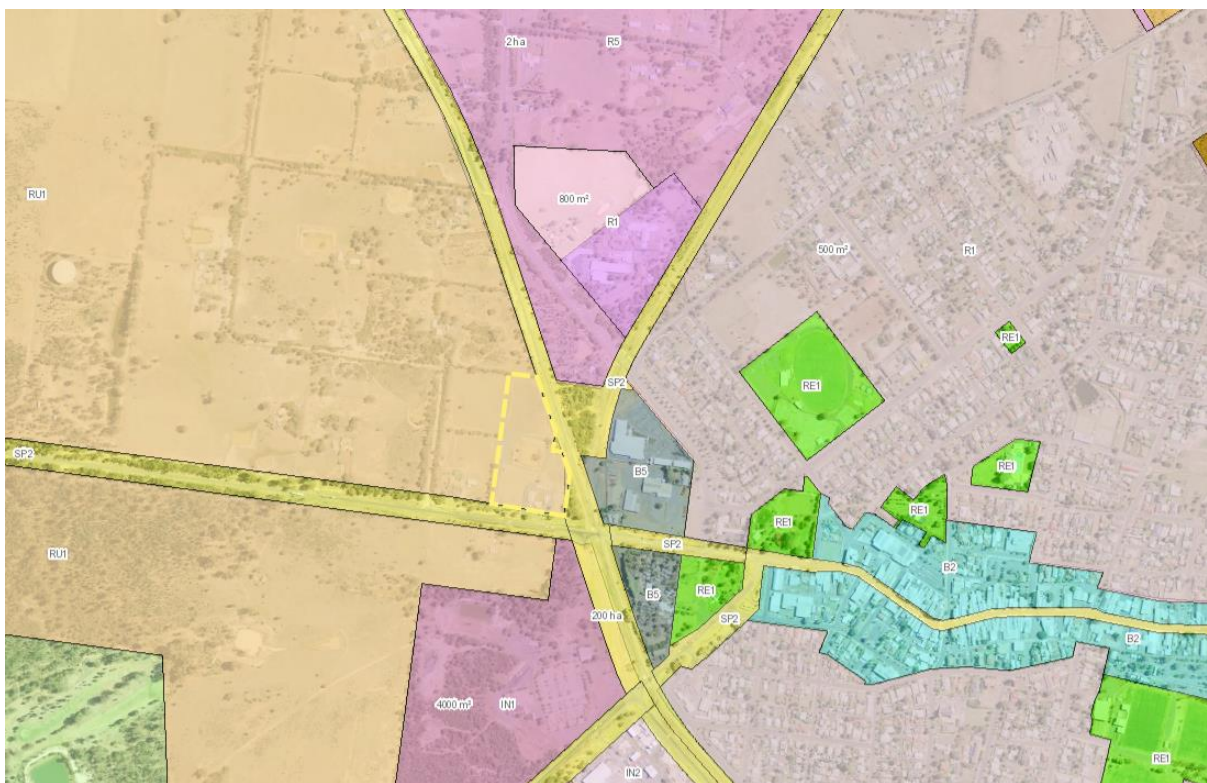 2 ha
R5
RU1
800 m²
R1
500 m²
R1
RE1
SP2
RE1
SP2
B5
RE1
RE1
RE1
RU1
SP2
B2
B5
RE1
200 ha
SP2
B2
4000 m²
IN1
RE1
IN2